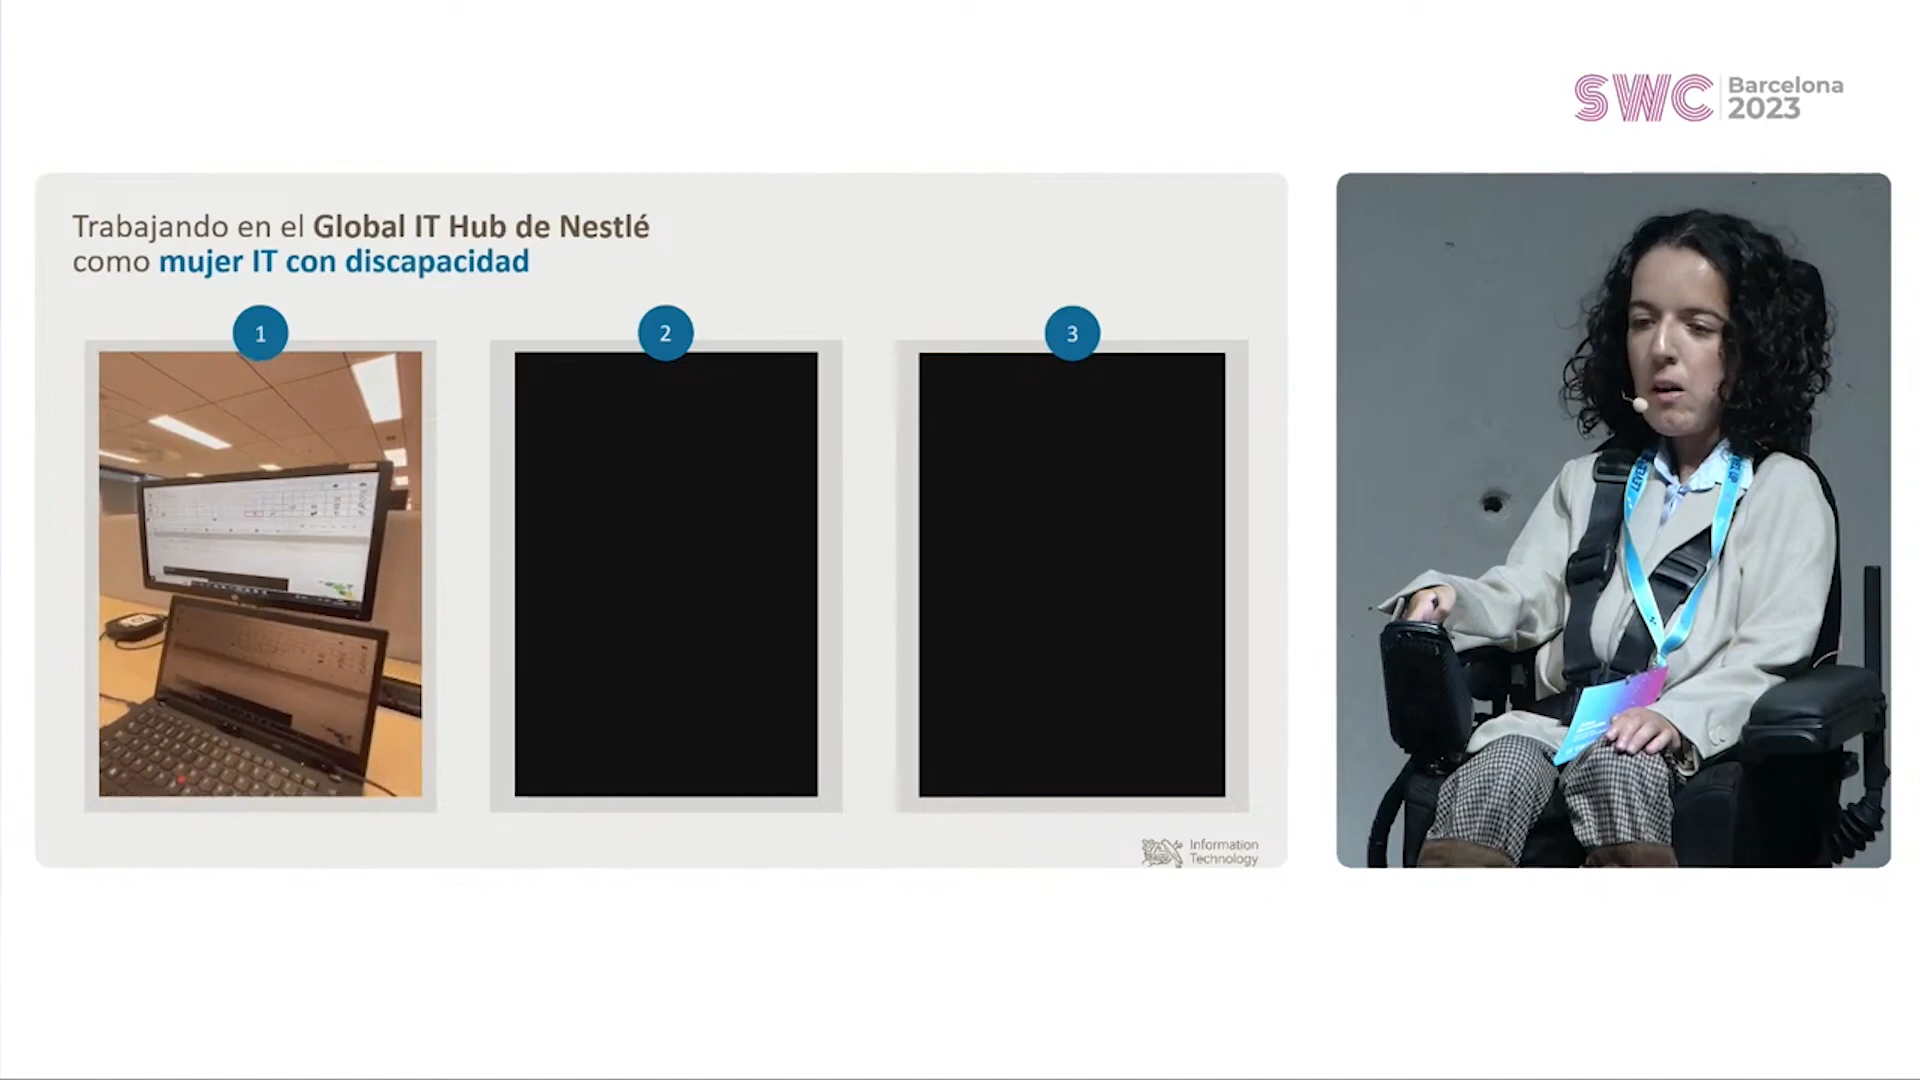 SWC Barcelona
2023
Trabajando en el Global IT Hub de Nestlé
como mujer IT con discapacidad
1
2
3
Information
Technology